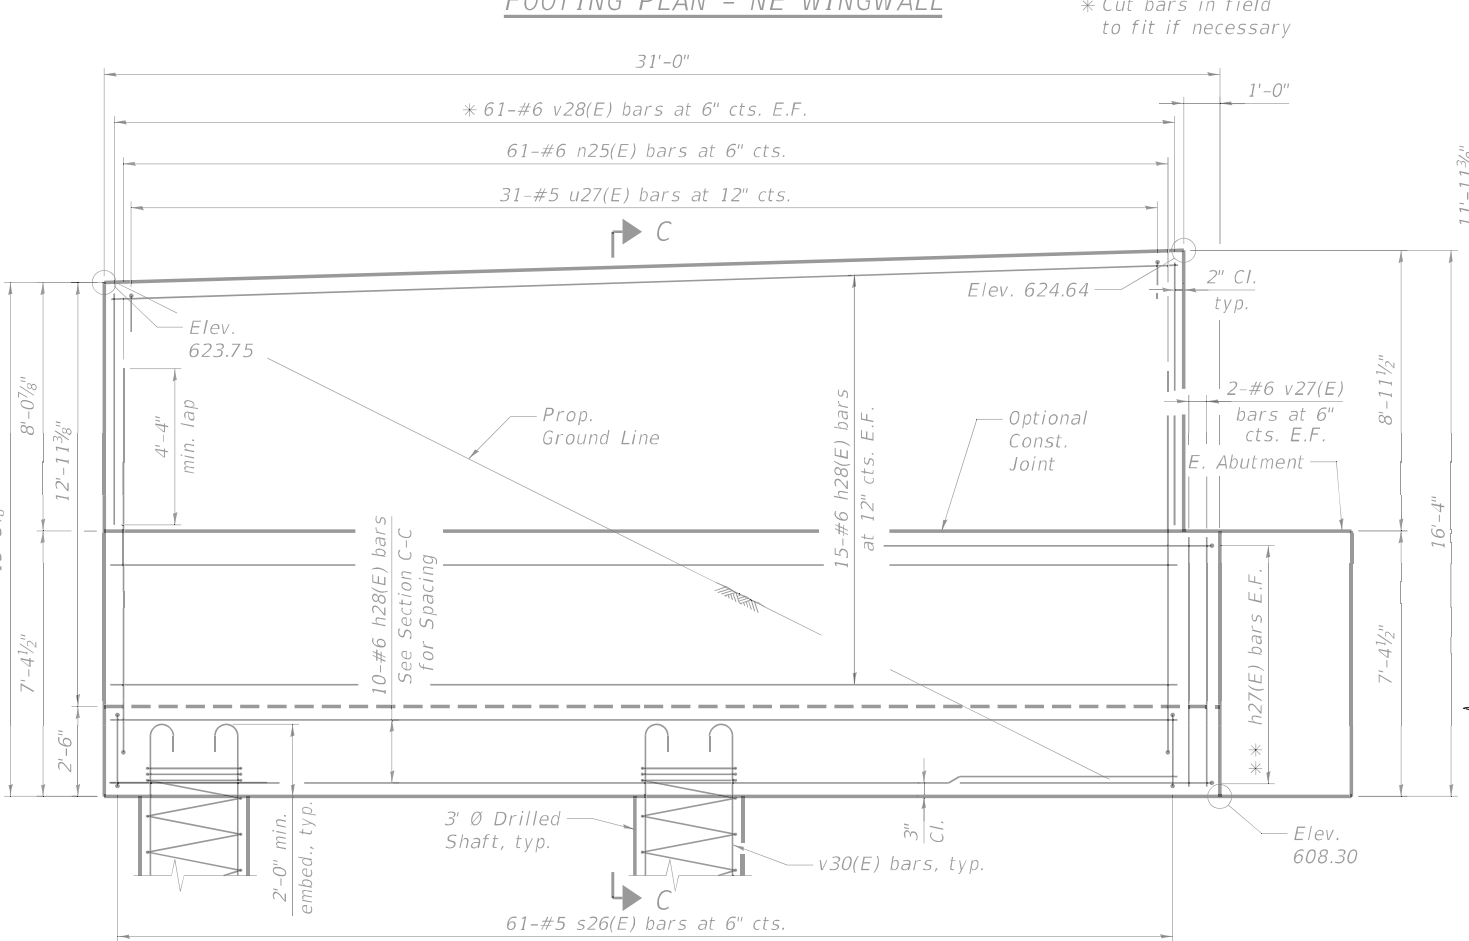 FOOTING PLAN - NE WINGWALL
* Cut bars in field
to fit if necessary
31'-0"
1'-0"
* 61-#6 v28(E) bars at 6" cts. E.F.
61-#6 n25(E) bars at 6" cts.
31-#5 u27(E) bars at 12" cts.
C
11'-11⅜"
Elev. 624.64
2" Cl.
typ.
Elev.
623.75
8'-0⅞"
12'-11⅜"
4'-4"
min. lap
Prop.
Ground Line
15-#6 h28(E) bars
at 12" cts. E.F.
Optional
Const.
Joint
2-#6 v27(E)
bars at 6"
cts. E.F.
E. Abutment
8'-11½"
16'-4"
10-#6 h28(E) bars
See Section C-C
for Spacing
7'-4½"
2'-6"
** h27(E) bars E.F.
7'-4½"
3' Ø Drilled
Shaft, typ.
2'-0" min.
embed., typ.
3"
Cl.
v30(E) bars, typ.
Elev.
608.30
C
61-#5 s26(E) bars at 6" cts.